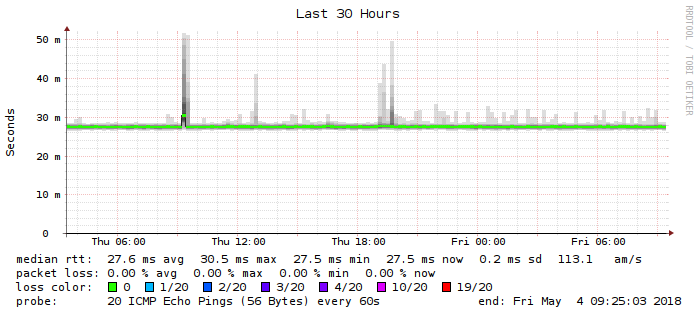 Last 30 Hours
RRDTOOL / TOBI OETIKER
Seconds
50 m
40 m
30 m
20 m
10 m
0
Thu 06:00 Thu 12:00 Thu 18:00 Fri 00:00 Fri 06:00
median rtt: 27.6 ms avg 30.5 ms max 27.5 ms min 27.5 ms now 0.2 ms sd 113.1 am/s
packet loss: 0.00 % avg 0.00 % max 0.00 % min 0.00 % now
loss color: 0 1/20 2/20 3/20 4/20 10/20 19/20
probe: 20 ICMP Echo Pings (56 Bytes) every 60s end: Fri May 4 09:25:03 2018